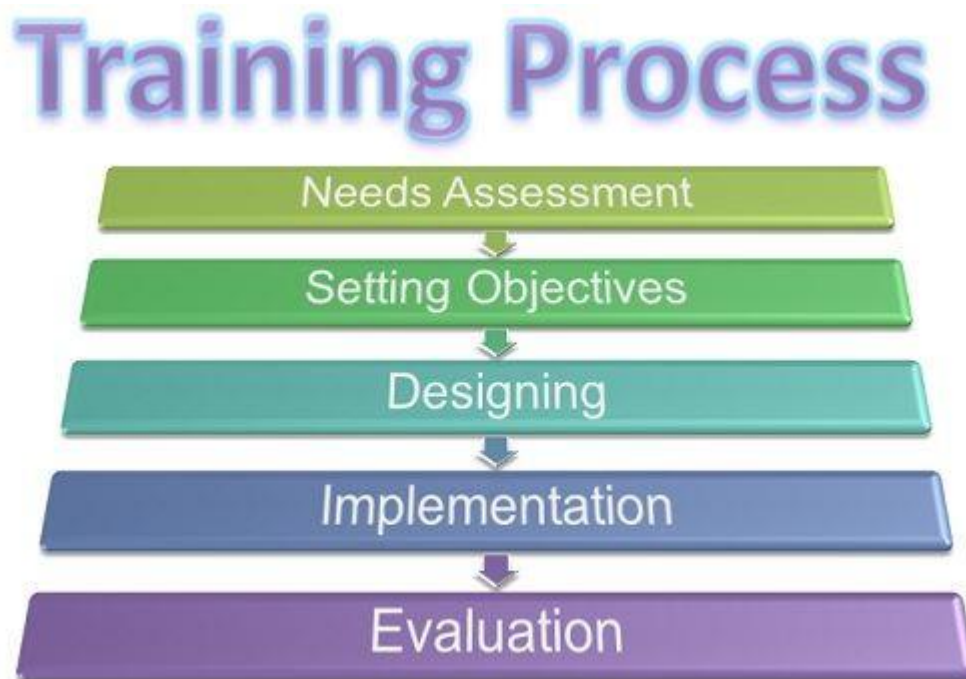 Training Process
Needs Assessment
Setting Objectives
Designing
Implementation
Evaluation